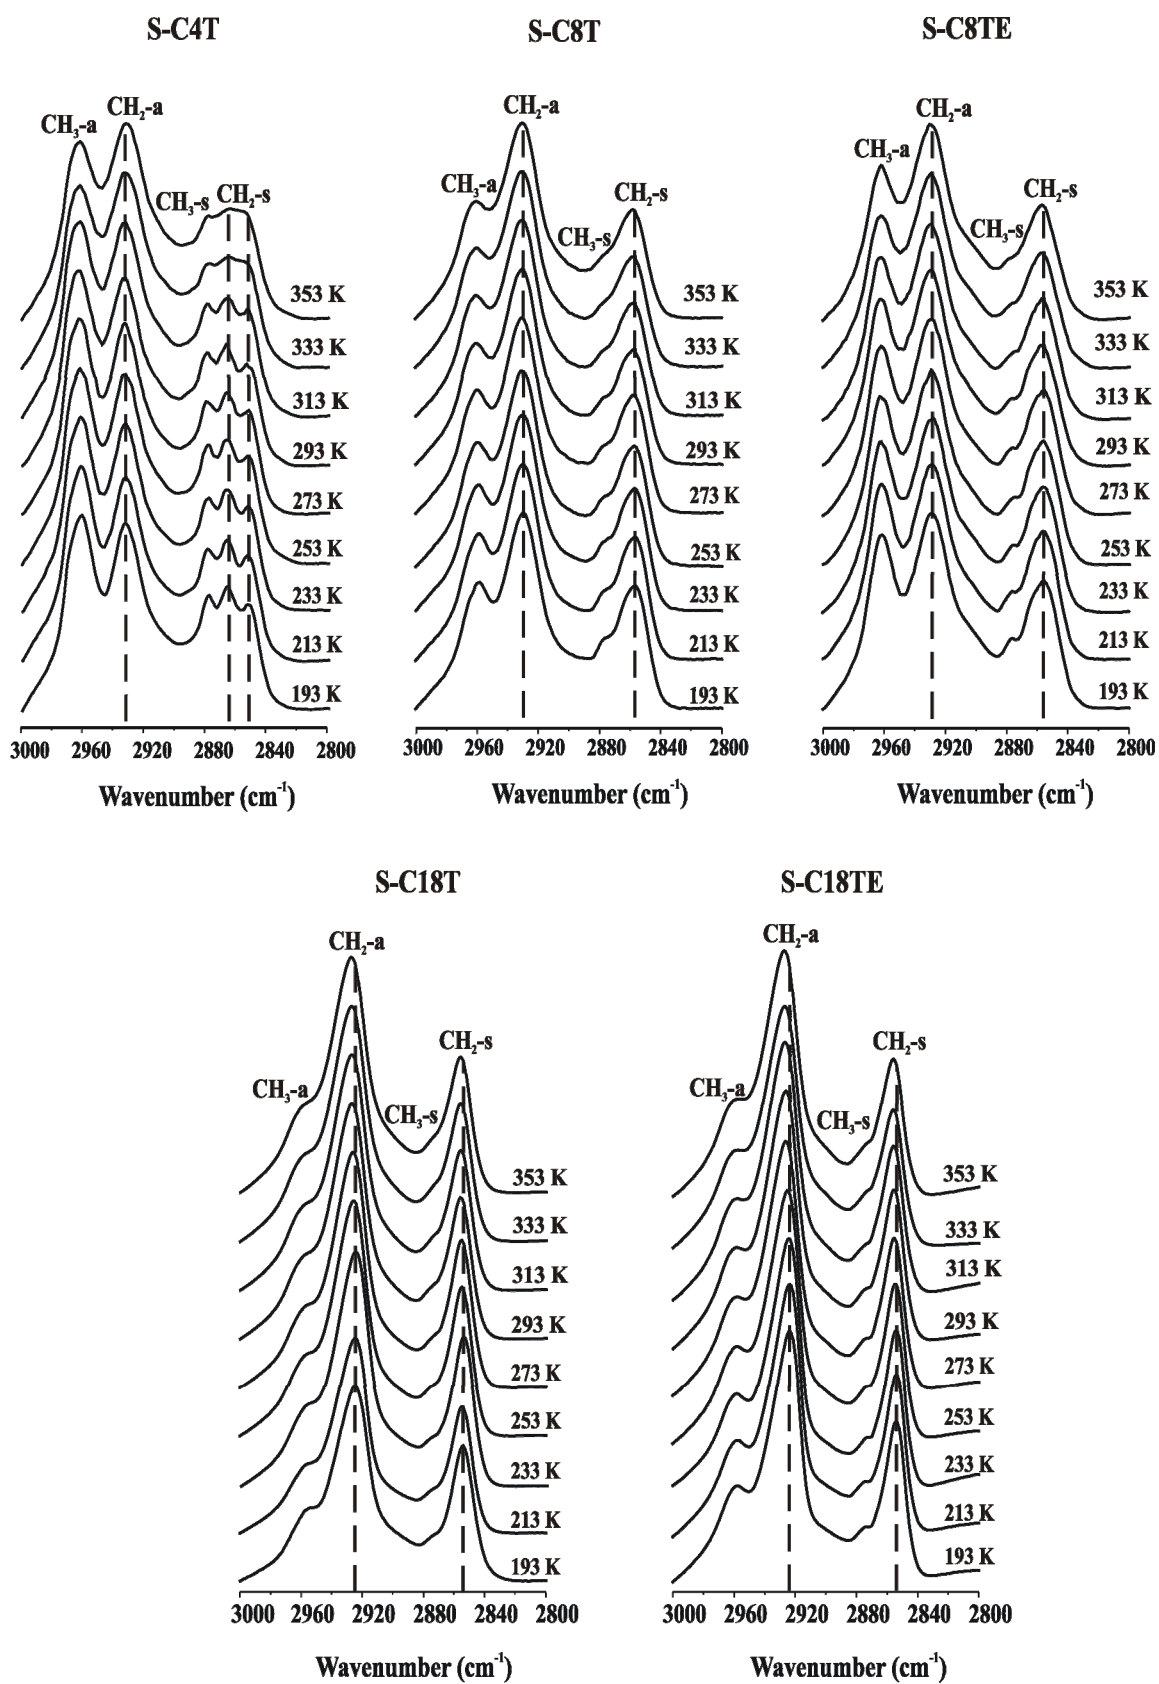 S-C4T
CH₃-a
CH₂-a
CH₃-s
CH₂-s
353 K
333 K
313 K
293 K
273 K
253 K
233 K
213 K
193 K
3000 2960 2920 2880 2840 2800
Wavenumber (cm⁻¹)
S-C8T
CH₃-a
CH₂-a
CH₃-s
CH₂-s
353 K
333 K
313 K
293 K
273 K
253 K
233 K
213 K
193 K
3000 2960 2920 2880 2840 2800
Wavenumber (cm⁻¹)
S-C8TE
CH₃-a
CH₂-a
CH₃-s
CH₂-s
353 K
333 K
313 K
293 K
273 K
253 K
233 K
213 K
193 K
3000 2960 2920 2880 2840 2800
Wavenumber (cm⁻¹)
S-C18T
CH₃-a
CH₂-a
CH₃-s
CH₂-s
353 K
333 K
313 K
293 K
273 K
253 K
233 K
213 K
193 K
3000 2960 2920 2880 2840 2800
Wavenumber (cm⁻¹)
S-C18TE
CH₃-a
CH₂-a
CH₃-s
CH₂-s
353 K
333 K
313 K
293 K
273 K
253 K
233 K
213 K
193 K
3000 2960 2920 2880 2840 2800
Wavenumber (cm⁻¹)